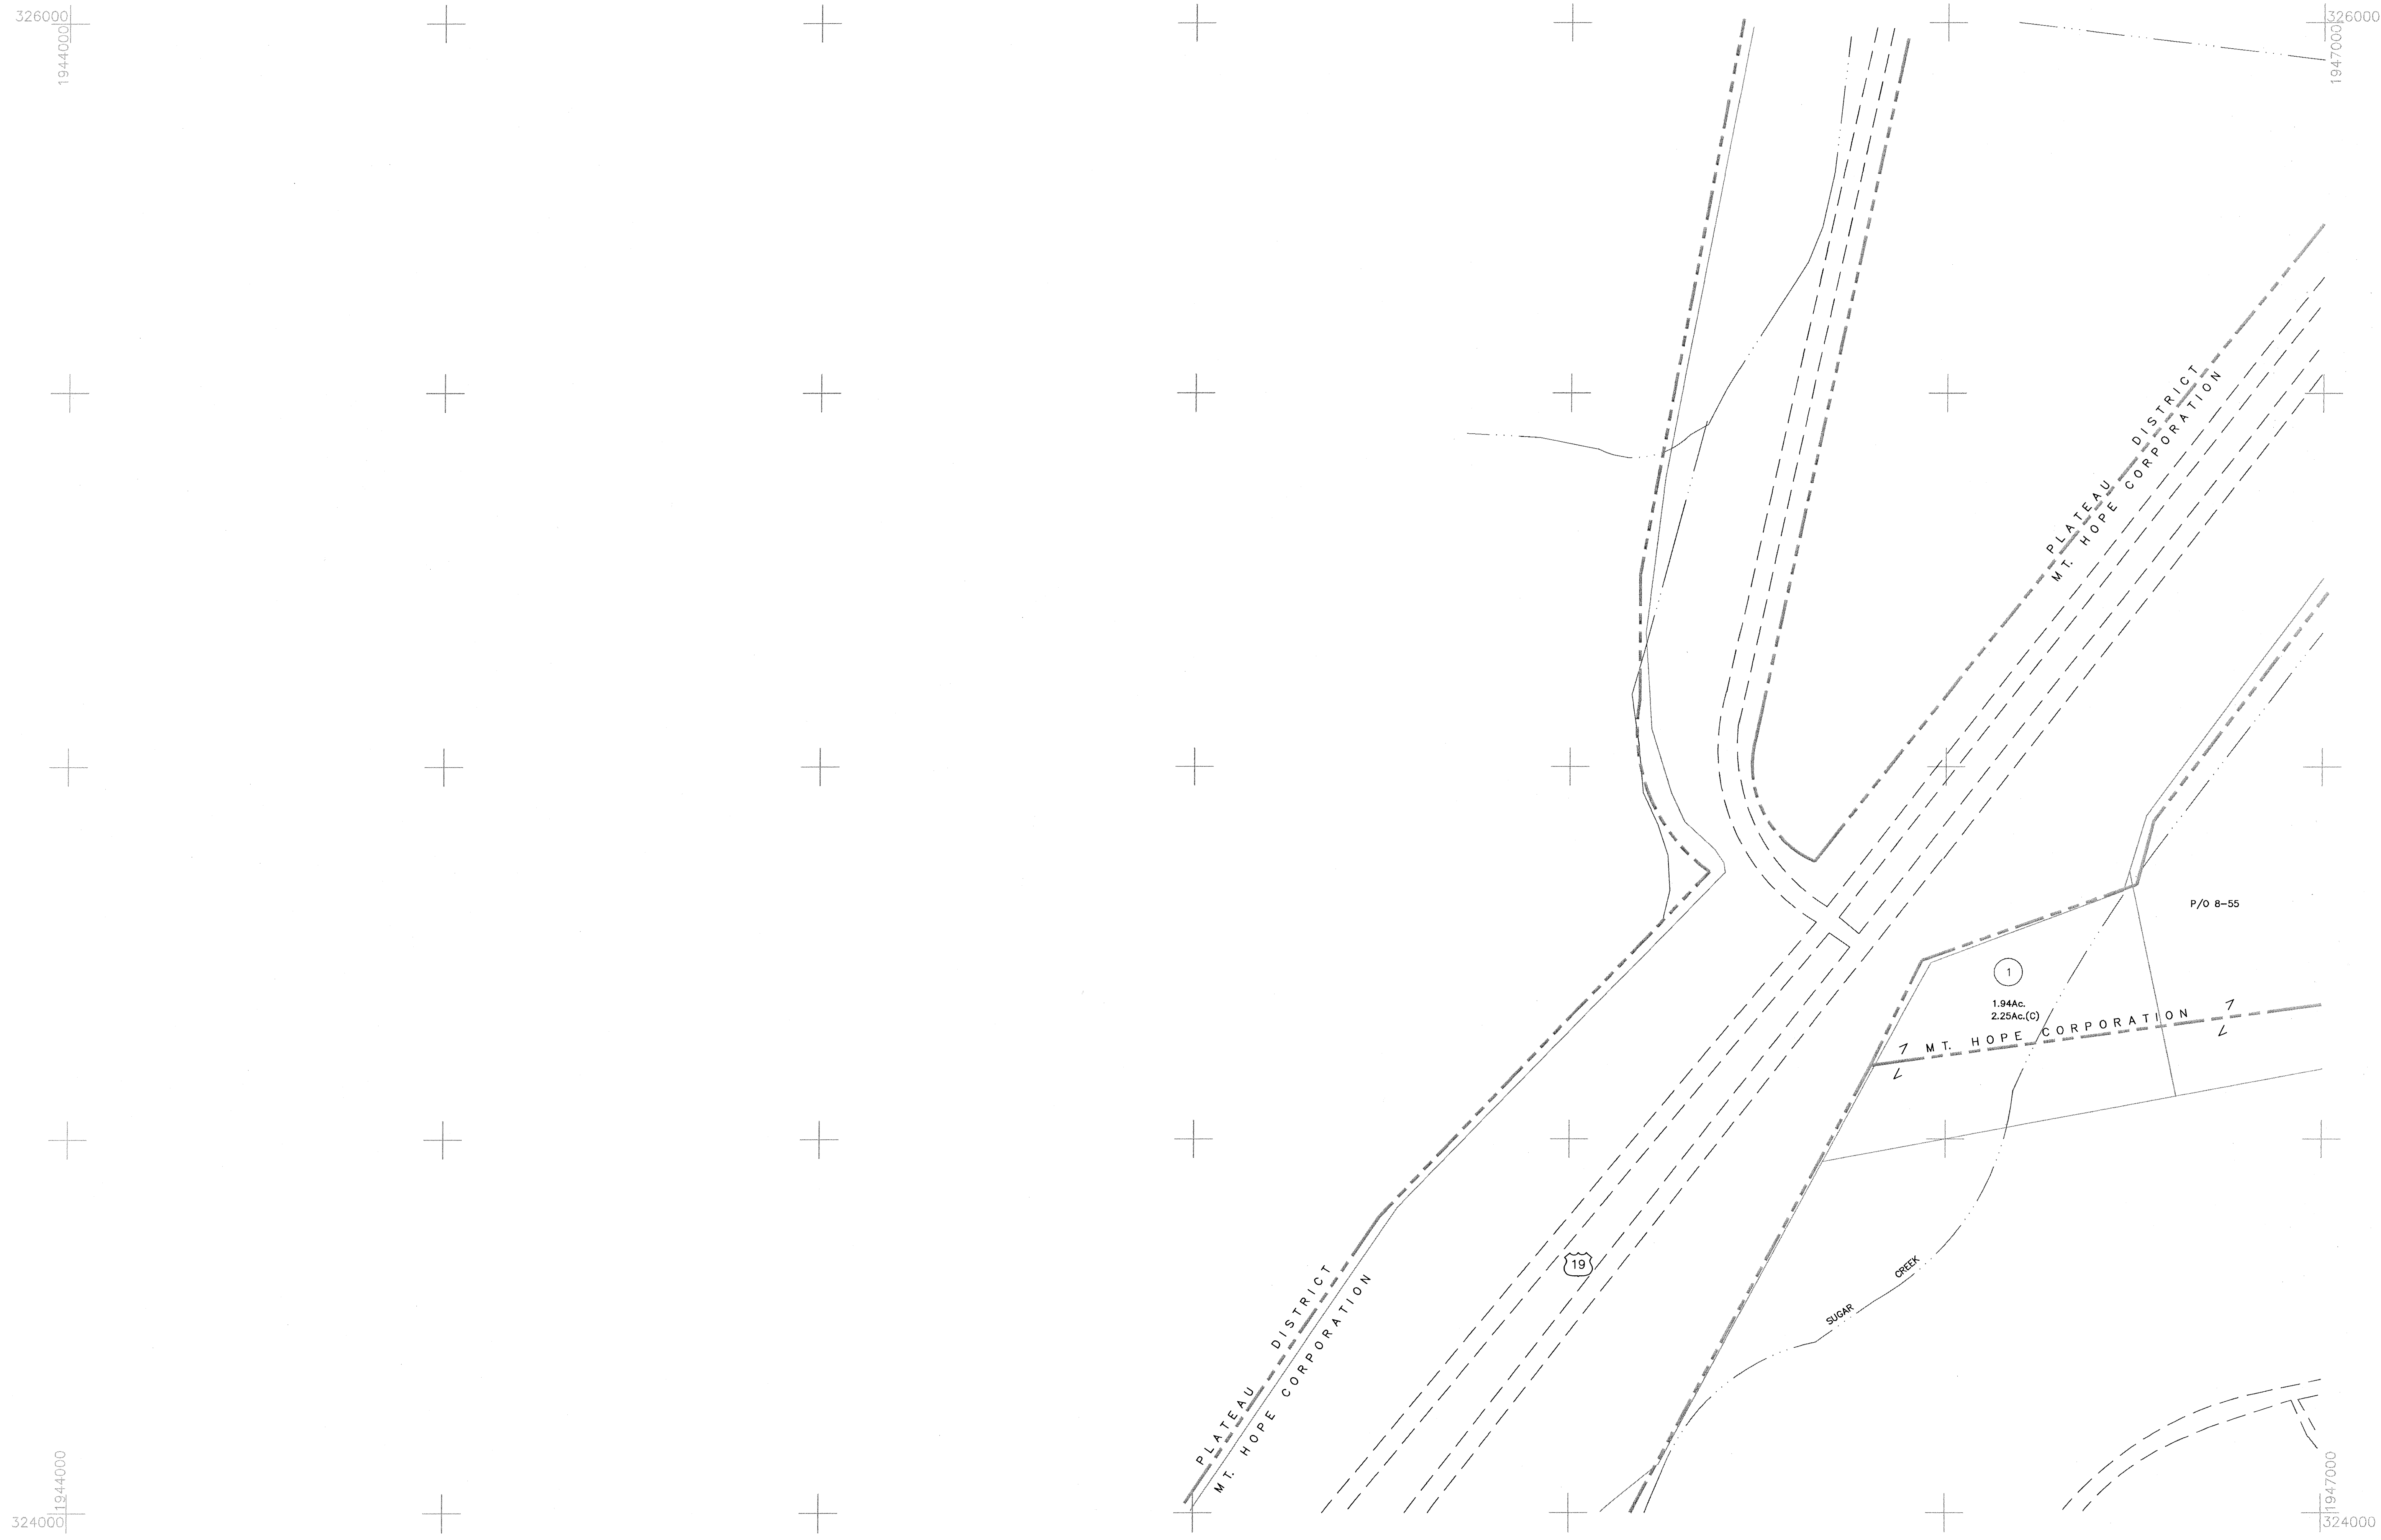 326000
1944000
326000
1947000
PLATEAU DISTRICT
MT. HOPE CORPORATION
P/O 8-55
1
1.94Ac.
2.25Ac.(C)
MT. HOPE CORPORATION
19
CREEK
SUGAR
PLATEAU DISTRICT
MT. HOPE CORPORATION
1944000
324000
1947000
324000